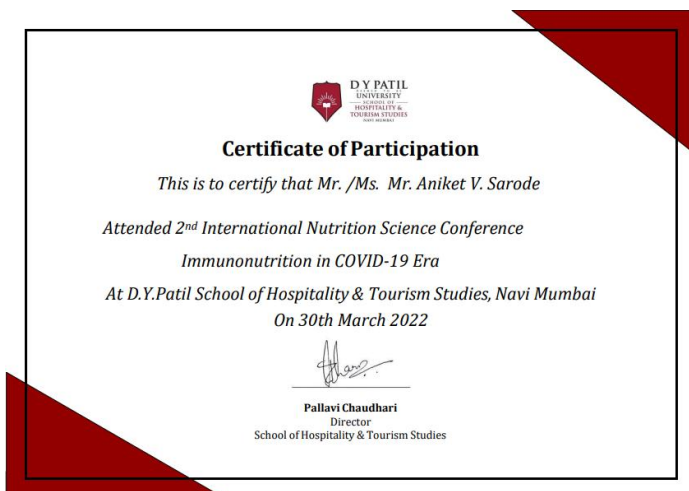 D Y PATIL
UNIVERSITY
SCHOOL OF
HOSPITALITY &
TOURISM STUDIES
NAVI MUMBAI
Certificate of Participation
This is to certify that Mr. /Ms. Mr. Aniket V. Sarode
Attended 2nd International Nutrition Science Conference
Immunonutrition in COVID-19 Era
At D.Y.Patil School of Hospitality & Tourism Studies, Navi Mumbai
On 30th March 2022
Pallavi Chaudhari
Director
School of Hospitality & Tourism Studies